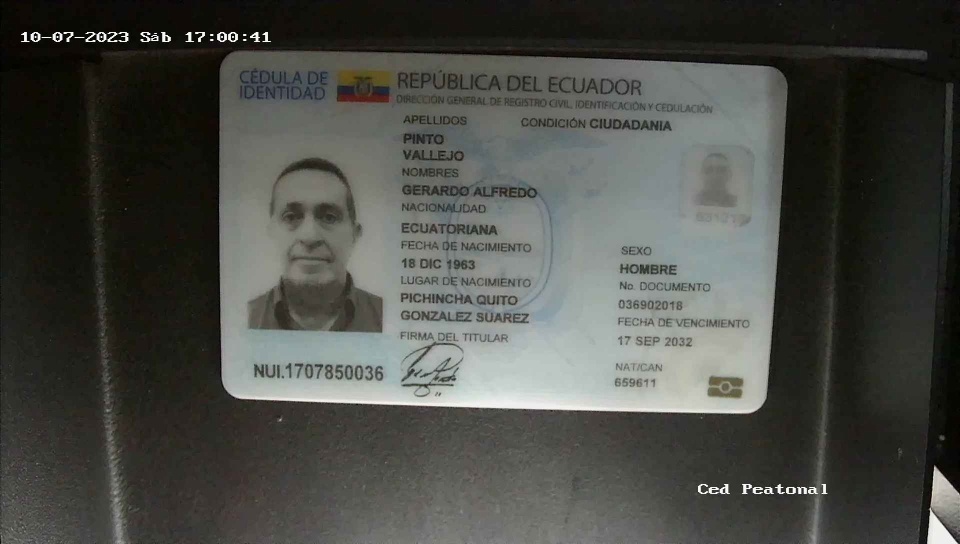 10-07-2023 Sáb 17:00:41
CÉDULA DE IDENTIDAD
REPÚBLICA DEL ECUADOR
DIRECCIÓN GENERAL DE REGISTRO CIVIL, IDENTIFICACIÓN Y CEDULACIÓN
APELLIDOS
CONDICIÓN CIUDADANIA
PINTO
VALLEJO
NOMBRES
GERARDO ALFREDO
NACIONALIDAD
ECUATORIANA
FECHA DE NACIMIENTO
18 DIC 1963
LUGAR DE NACIMIENTO
PICHINCHA QUITO
GONZALEZ SUAREZ
FIRMA DEL TITULAR
SEXO
HOMBRE
No. DOCUMENTO
036902018
FECHA DE VENCIMIENTO
17 SEP 2032
NAT/CAN
659611
NUI.1707850036
Ced Peatonal